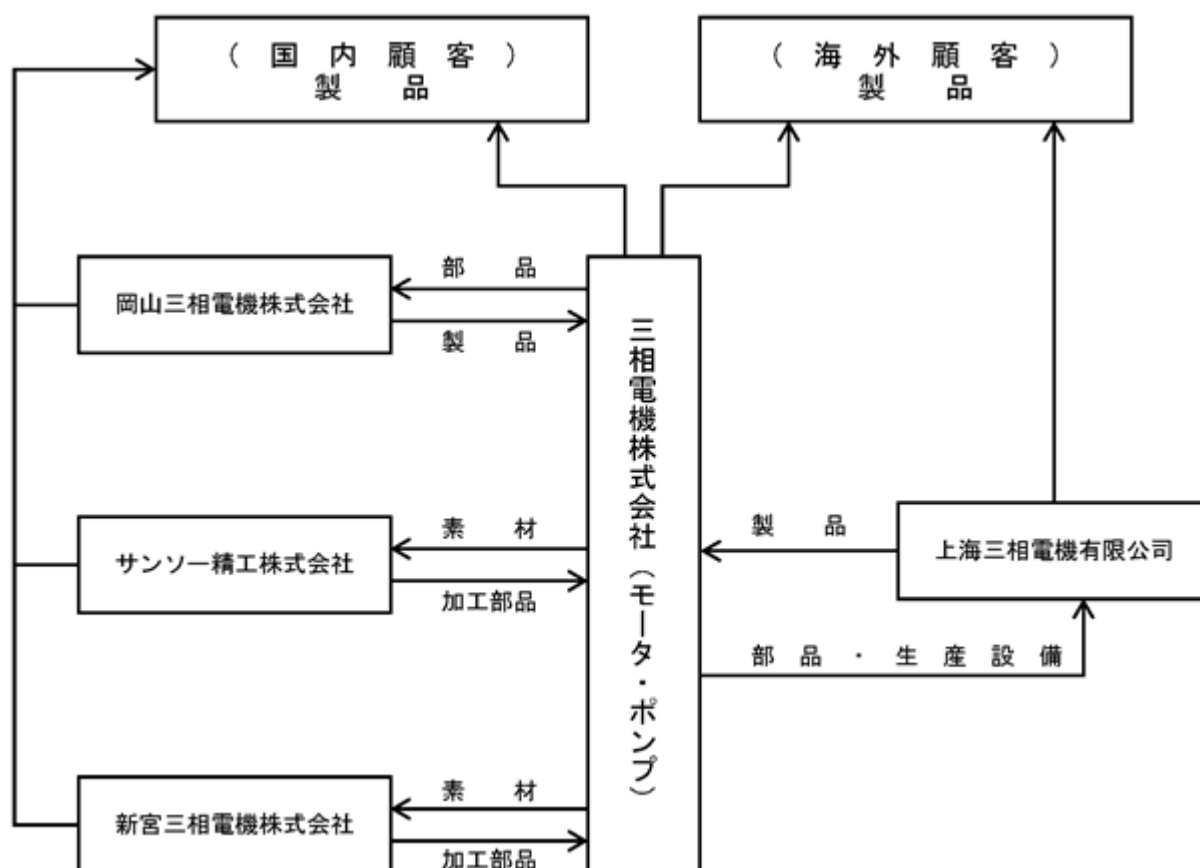 （ 国 内 顧 客 ）
製 品
（ 海 外 顧 客 ）
製 品
部 品
岡山三相電機株式会社
製 品
三相電機株式会社（モータ・ポンプ）
素 材
サンソー精工株式会社
加工部品
製 品
上海三相電機有限公司
部 品 ・ 生 産 設 備
素 材
新宮三相電機株式会社
加工部品